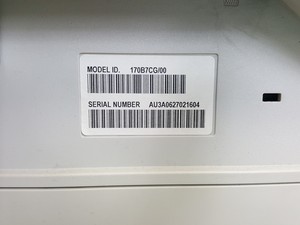 MODEL ID. 170B7CG/00
SERIAL NUMBER AU3A0627021604